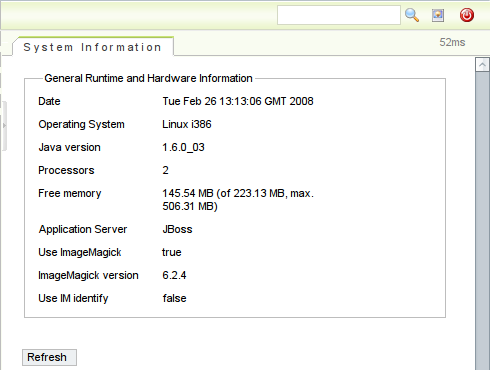 System Information
52ms
General Runtime and Hardware Information
Date Tue Feb 26 13:13:06 GMT 2008
Operating System Linux i386
Java version 1.6.0_03
Processors 2
Free memory 145.54 MB (of 223.13 MB, max.
506.31 MB)
Application Server JBoss
Use ImageMagick true
ImageMagick version 6.2.4
Use IM identify false
Refresh